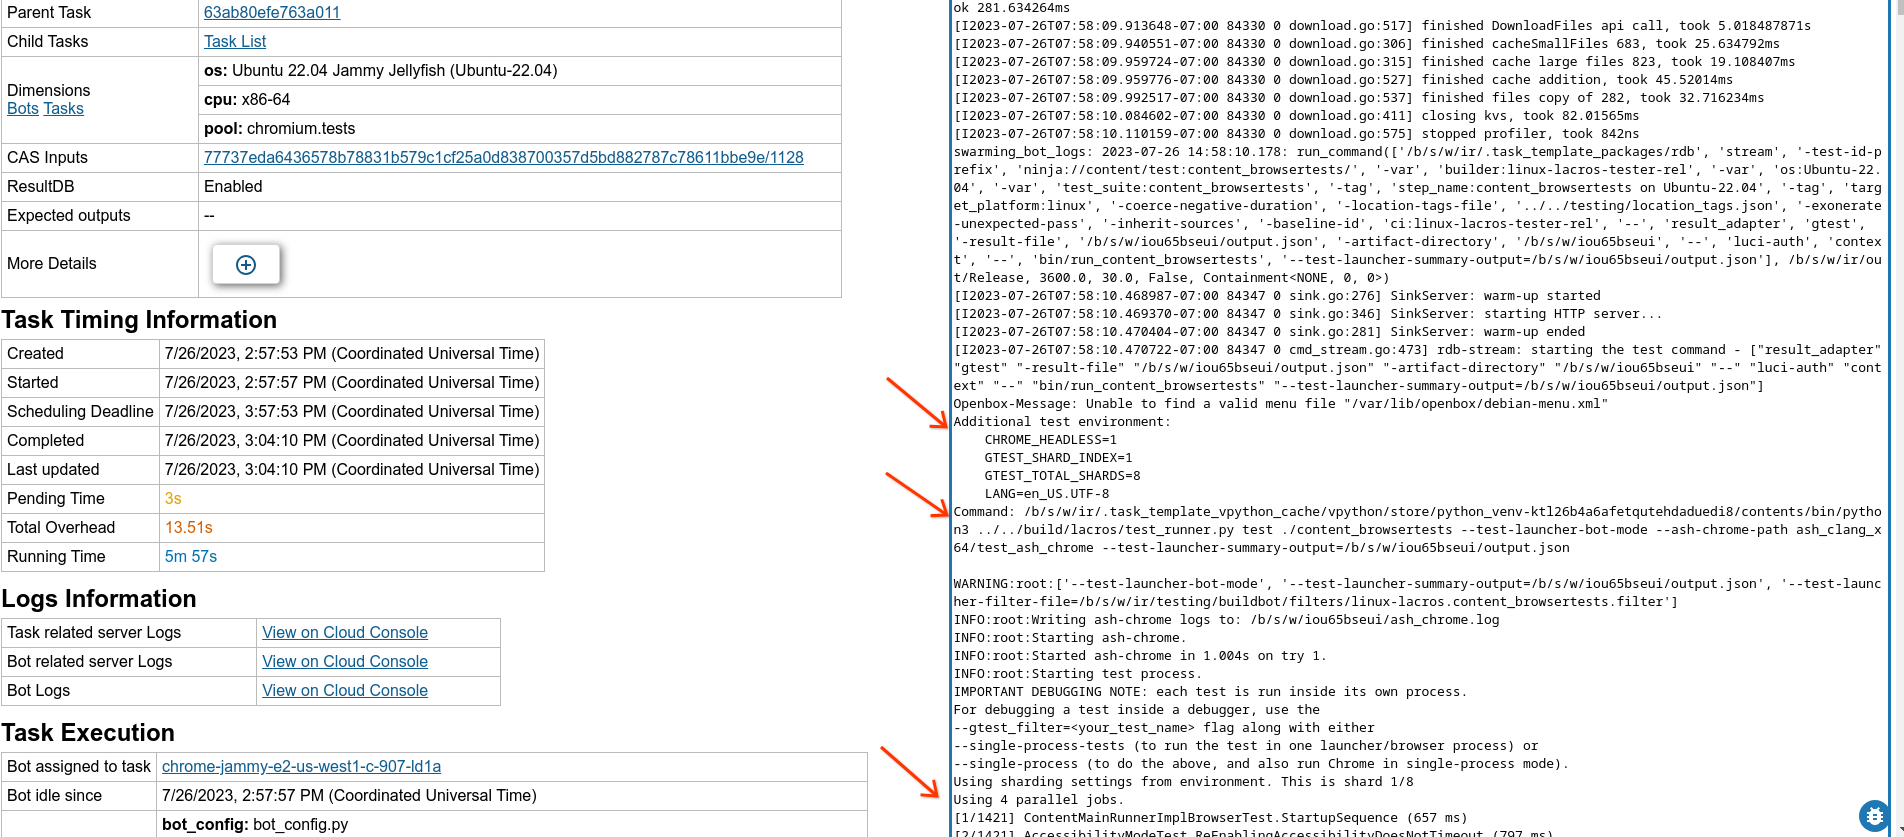 Parent Task 63ab80efe763a011
Child Tasks Task List
Dimensions
Bots Tasks
os: Ubuntu 22.04 Jammy Jellyfish (Ubuntu-22.04)
cpu: x86-64
pool: chromium.tests
CAS Inputs 77737eda6436578b78831b579c1cf25a0d838700357d5bd882787c78611bbe9e/1128
ResultDB Enabled
Expected outputs --
More Details
Task Timing Information
Created 7/26/2023, 2:57:53 PM (Coordinated Universal Time)
Started 7/26/2023, 2:57:57 PM (Coordinated Universal Time)
Scheduling Deadline 7/26/2023, 3:57:53 PM (Coordinated Universal Time)
Completed 7/26/2023, 3:04:10 PM (Coordinated Universal Time)
Last updated 7/26/2023, 3:04:10 PM (Coordinated Universal Time)
Pending Time 3s
Total Overhead 13.51s
Running Time 5m 57s
Logs Information
Task related server Logs View on Cloud Console
Bot related server Logs View on Cloud Console
Bot Logs View on Cloud Console
Task Execution
Bot assigned to task chrome-jammy-e2-us-west1-c-907-ld1a
Bot idle since 7/26/2023, 2:57:57 PM (Coordinated Universal Time)
bot_config: bot_config.py
ok 281.634264ms
[I2023-07-26T07:58:09.913648-07:00 84330 0 download.go:517] finished DownloadFiles api call, took 5.018487871s
[I2023-07-26T07:58:09.940551-07:00 84330 0 download.go:306] finished cacheSmallFiles 683, took 25.634792ms
[I2023-07-26T07:58:09.959724-07:00 84330 0 download.go:315] finished cache large files 823, took 19.108407ms
[I2023-07-26T07:58:09.959776-07:00 84330 0 download.go:527] finished cache addition, took 45.52014ms
[I2023-07-26T07:58:09.992517-07:00 84330 0 download.go:537] finished files copy of 282, took 32.716234ms
[I2023-07-26T07:58:10.084602-07:00 84330 0 download.go:411] closing kvs, took 82.01565ms
[I2023-07-26T07:58:10.110159-07:00 84330 0 download.go:575] stopped profiler, took 842ns
swarming_bot_logs: 2023-07-26 14:58:10.178: run_command(['/b/s/w/ir/.task_template_packages/rdb', 'stream', '-test-id-p
refix', 'ninja://content/test:content_browsertests/', '-var', 'builder:linux-lacros-tester-rel', '-var', 'os:Ubuntu-22.
04', '-var', 'test_suite:content_browsertests', '-tag', 'step_name:content_browsertests on Ubuntu-22.04', '-tag', 'targ
et_platform:linux', '-coerce-negative-duration', '-location-tags-file', '../../testing/location_tags.json', '-exonerate
-unexpected-pass', '-inherit-sources', '-baseline-id', 'ci:linux-lacros-tester-rel', '--', 'result_adapter', 'gtest',
'-result-file', '/b/s/w/iou65bseui/output.json', '-artifact-directory', '/b/s/w/iou65bseui', '--', 'luci-auth', 'contex
t', '--', 'bin/run_content_browsertests', '--test-launcher-summary-output=/b/s/w/iou65bseui/output.json'], /b/s/w/ir/ou
t/Release, 3600.0, 30.0, False, Containment<NONE, 0, 0>)
[I2023-07-26T07:58:10.468987-07:00 84347 0 sink.go:276] SinkServer: warm-up started
[I2023-07-26T07:58:10.469370-07:00 84347 0 sink.go:346] SinkServer: starting HTTP server...
[I2023-07-26T07:58:10.470404-07:00 84347 0 sink.go:281] SinkServer: warm-up ended
[I2023-07-26T07:58:10.470722-07:00 84347 0 cmd_stream.go:473] rdb-stream: starting the test command - ["result_adapter"
"gtest" "-result-file" "/b/s/w/iou65bseui/output.json" "-artifact-directory" "/b/s/w/iou65bseui" "--" "luci-auth" "cont
ext" "--" "bin/run_content_browsertests" "--test-launcher-summary-output=/b/s/w/iou65bseui/output.json"]
Openbox-Message: Unable to find a valid menu file "/var/lib/openbox/debian-menu.xml"
Additional test environment:
CHROME_HEADLESS=1
GTEST_SHARD_INDEX=1
GTEST_TOTAL_SHARDS=8
LANG=en_US.UTF-8
Command: /b/s/w/ir/.task_template_vpython_cache/vpython/store/python_venv-ktl26b4a6afetqutehdaduedi8/contents/bin/pytho
n3 ../../build/lacros/test_runner.py test ./content_browsertests --test-launcher-bot-mode --ash-chrome-path ash_clang_x
64/test_ash_chrome --test-launcher-summary-output=/b/s/w/iou65bseui/output.json
WARNING:root:['--test-launcher-bot-mode', '--test-launcher-summary-output=/b/s/w/iou65bseui/output.json', '--test-launc
her-filter-file=/b/s/w/ir/testing/buildbot/filters/linux-lacros.content_browsertests.filter']
INFO:root:Writing ash-chrome logs to: /b/s/w/iou65bseui/ash_chrome.log
INFO:root:Starting ash-chrome.
INFO:root:Started ash-chrome in 1.004s on try 1.
INFO:root:Starting test process.
IMPORTANT DEBUGGING NOTE: each test is run inside its own process.
For debugging a test inside a debugger, use the
--gtest_filter=<your_test_name> flag along with either
--single-process-tests (to run the test in one launcher/browser process) or
--single-process (to do the above, and also run Chrome in single-process mode).
Using sharding settings from environment. This is shard 1/8
Using 4 parallel jobs.
[1/1421] ContentMainRunnerImplBrowserTest.StartupSequence (657 ms)
[2/1421] AccessibilityModeTest.ReEnablingAccessibilityDoesNotTimeout (797 ms)